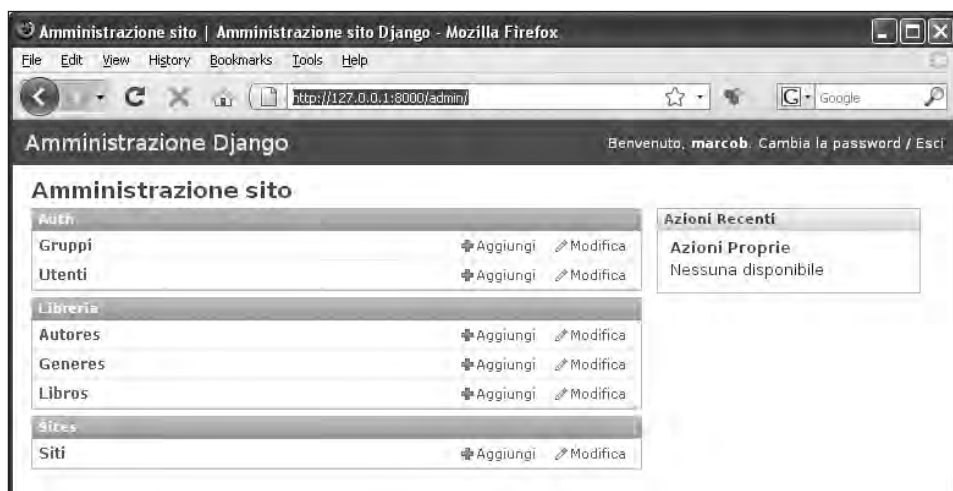 Amministrazione sito | Amministrazione sito Django - Mozilla Firefox
File Edit View History Bookmarks Tools Help
http://127.0.0.1:8000/admin/ G Google
Amministrazione Django Benvenuto, marcob. Cambia la password / Esci
Amministrazione sito
Auth
Gruppi Aggiungi Modifica
Utenti Aggiungi Modifica
Libreria
Autores Aggiungi Modifica
Generes Aggiungi Modifica
Libros Aggiungi Modifica
Sites
Siti Aggiungi Modifica
Azioni Recenti
Azioni Proprie
Nessuna disponibile